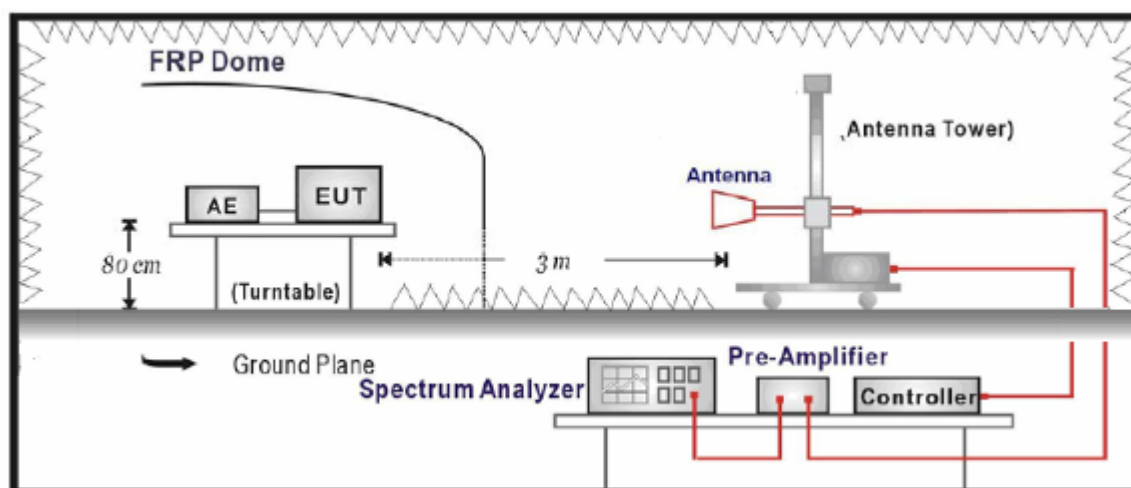 FRP Dome
(Antenna Tower)
Antenna
AE
EUT
80 cm
3 m
(Turntable)
Ground Plane
Pre-Amplifier
Spectrum Analyzer
Controller